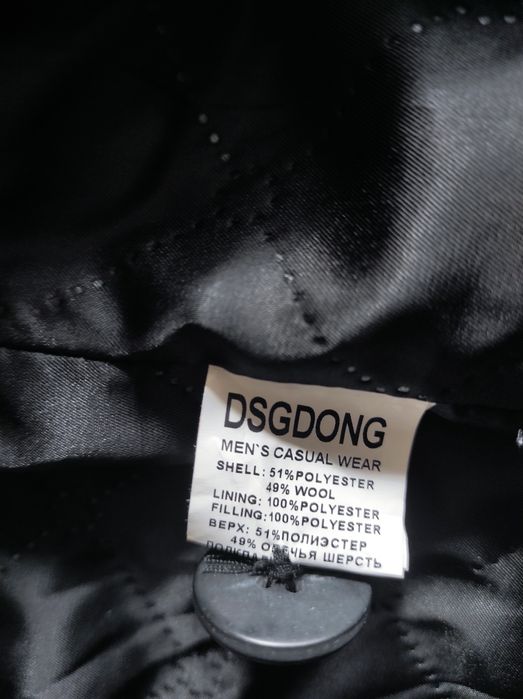 DSGDONG
MEN`S CASUAL WEAR
SHELL: 51%POLYESTER
49% WOOL
LINING: 100%POLYESTER
FILLING:100%POLYESTER
ВЕРХ: 51%ПОЛИЭСТЕР
49% ШЕРСТЬ